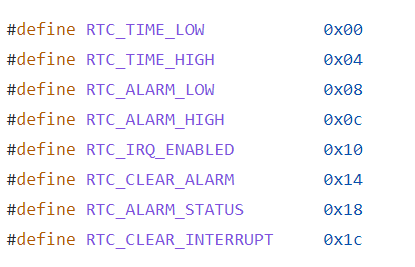 #define RTC_TIME_LOW 0x00
#define RTC_TIME_HIGH 0x04
#define RTC_ALARM_LOW 0x08
#define RTC_ALARM_HIGH 0x0c
#define RTC_IRQ_ENABLED 0x10
#define RTC_CLEAR_ALARM 0x14
#define RTC_ALARM_STATUS 0x18
#define RTC_CLEAR_INTERRUPT 0x1c